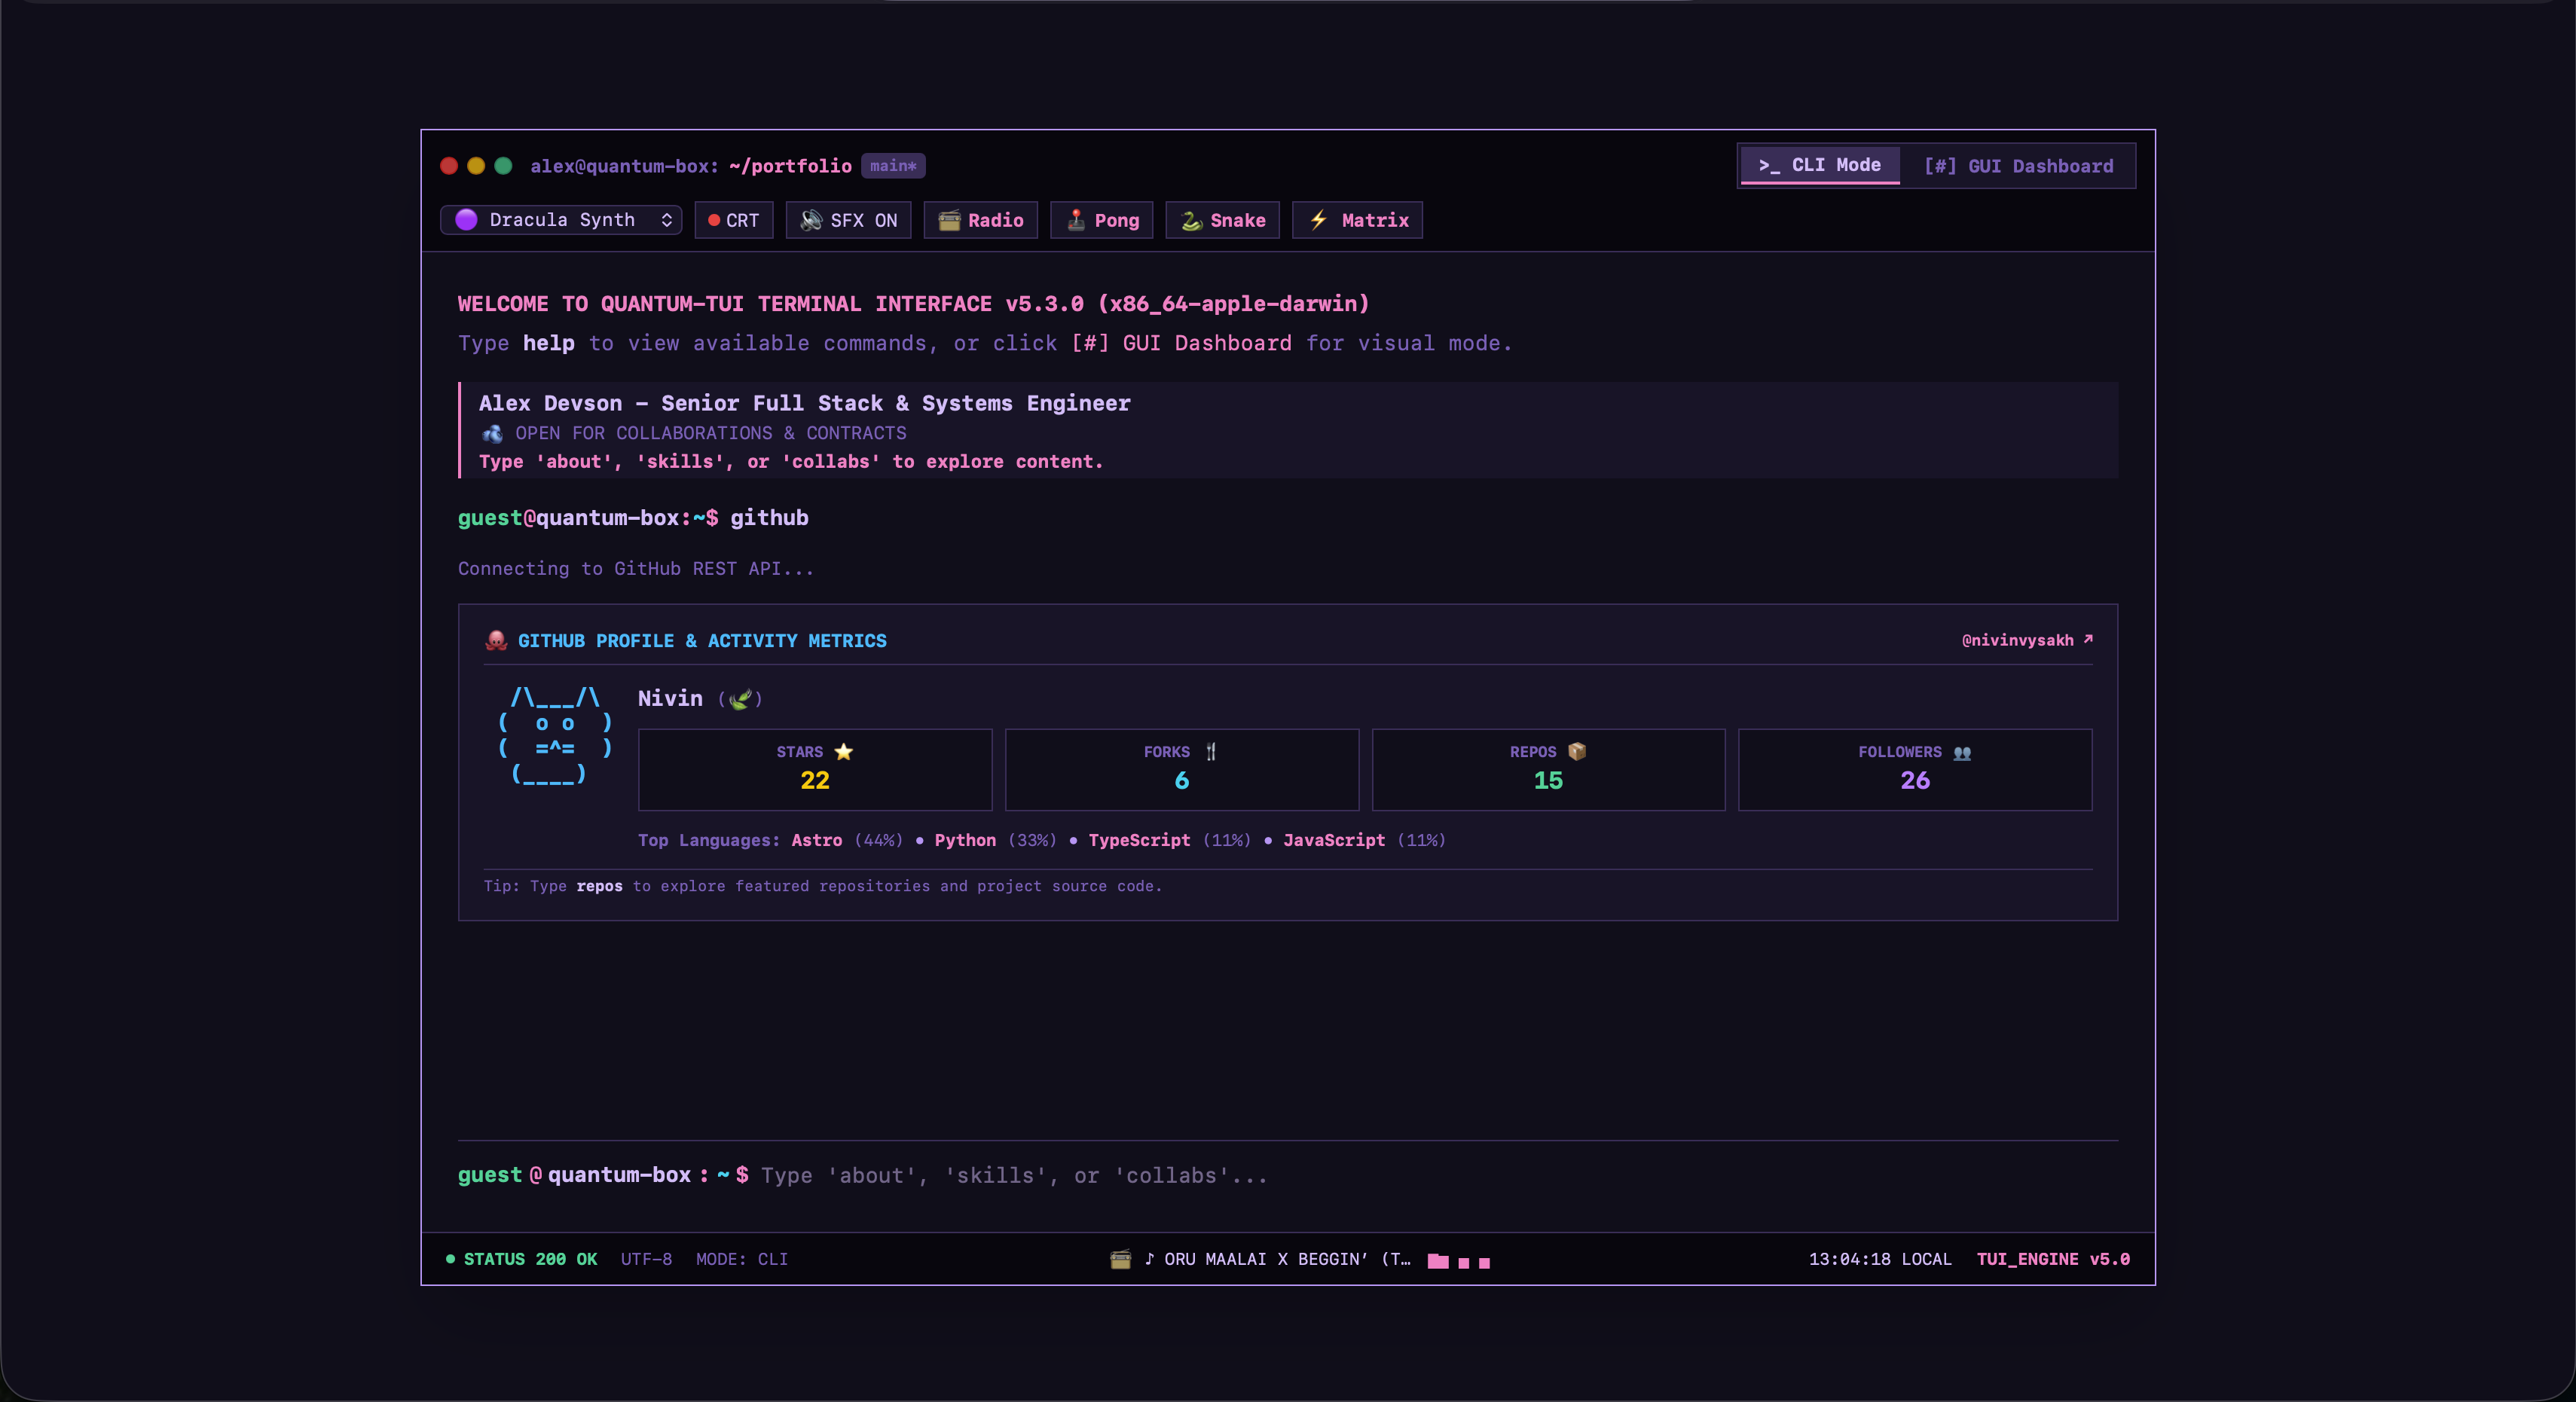 alex@quantum-box: ~/portfolio main*
>_ CLI Mode [#] GUI Dashboard
Dracula Synth CRT SFX ON Radio Pong Snake Matrix
WELCOME TO QUANTUM-TUI TERMINAL INTERFACE v5.3.0 (x86_64-apple-darwin)
Type help to view available commands, or click [#] GUI Dashboard for visual mode.
Alex Devson – Senior Full Stack & Systems Engineer
OPEN FOR COLLABORATIONS & CONTRACTS
Type 'about', 'skills', or 'collabs' to explore content.
guest@quantum-box:~$ github
Connecting to GitHub REST API...
GITHUB PROFILE & ACTIVITY METRICS @nivinvysakh ↗
/\___/\
( o o )
( =^= )
(____)
Nivin (🌿)
STARS ⭐ FORKS 🍴 REPOS 📦 FOLLOWERS 👥
22 6 15 26
Top Languages: Astro (44%) • Python (33%) • TypeScript (11%) • JavaScript (11%)
Tip: Type repos to explore featured repositories and project source code.
guest@quantum-box:~$ Type 'about', 'skills', or 'collabs'...
STATUS 200 OK UTF-8 MODE: CLI ♪ ORU MAALAI X BEGGIN’ (T… 13:04:18 LOCAL TUI_ENGINE v5.0